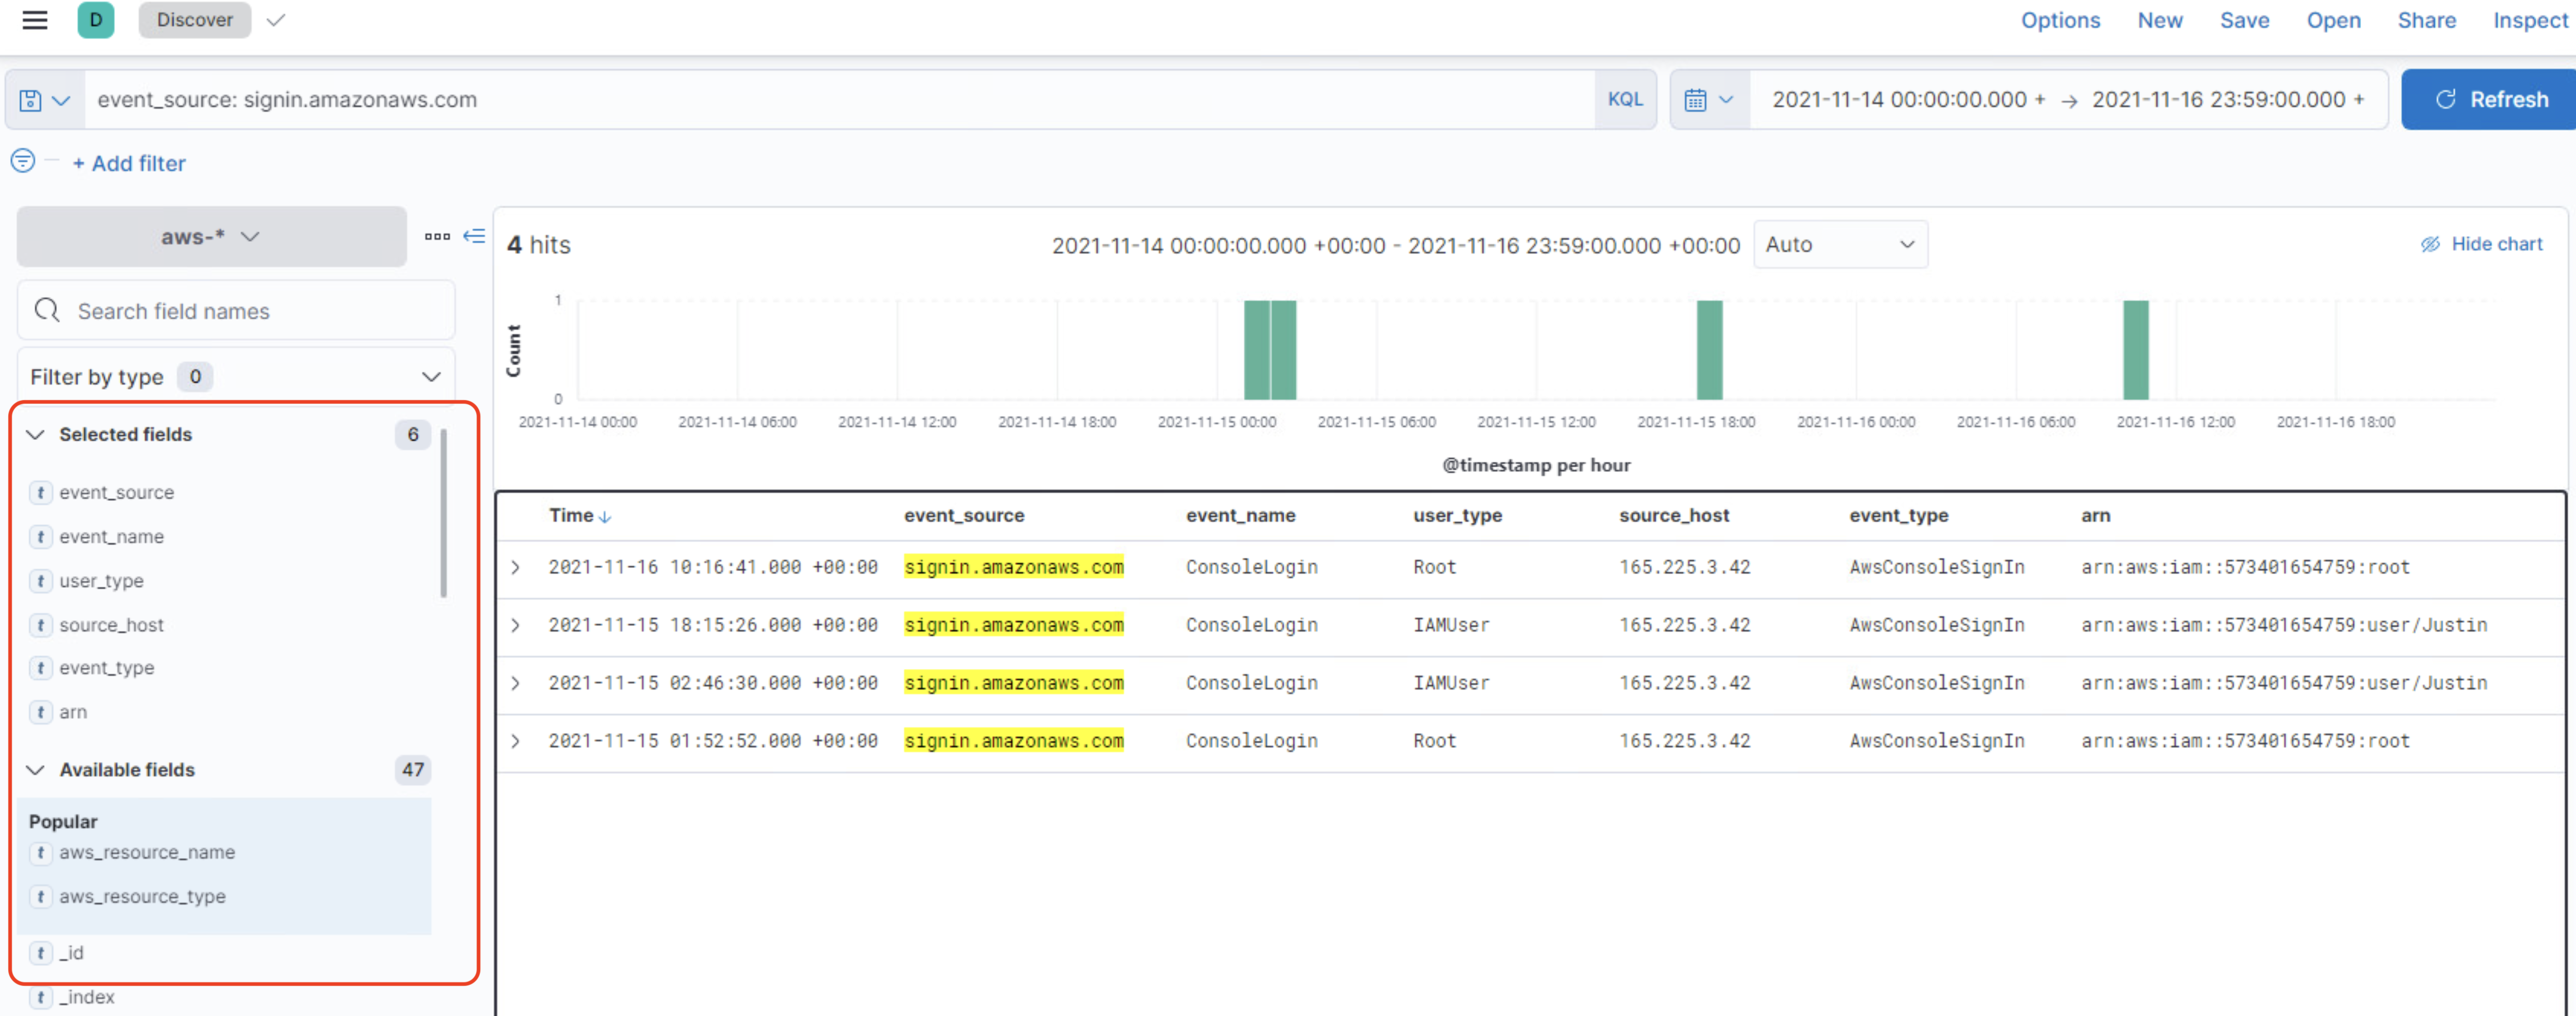 D Discover Options New Save Open Share Inspect
event_source: signin.amazonaws.com KQL 2021-11-14 00:00:00.000 + → 2021-11-16 23:59:00.000 + Refresh
+ Add filter
aws-*
Search field names
Filter by type 0
Selected fields 6
t event_source
t event_name
t user_type
t source_host
t event_type
t arn
Available fields 47
Popular
t aws_resource_name
t aws_resource_type
t _id
t _index
4 hits 2021-11-14 00:00:00.000 +00:00 - 2021-11-16 23:59:00.000 +00:00 Auto Hide chart
Count
1
0
2021-11-14 00:00 2021-11-14 06:00 2021-11-14 12:00 2021-11-14 18:00 2021-11-15 00:00 2021-11-15 06:00 2021-11-15 12:00 2021-11-15 18:00 2021-11-16 00:00 2021-11-16 06:00 2021-11-16 12:00 2021-11-16 18:00
@timestamp per hour
Time event_source event_name user_type source_host event_type arn
2021-11-16 10:16:41.000 +00:00 signin.amazonaws.com ConsoleLogin Root 165.225.3.42 AwsConsoleSignIn arn:aws:iam::573401654759:root
2021-11-15 18:15:26.000 +00:00 signin.amazonaws.com ConsoleLogin IAMUser 165.225.3.42 AwsConsoleSignIn arn:aws:iam::573401654759:user/Justin
2021-11-15 02:46:30.000 +00:00 signin.amazonaws.com ConsoleLogin IAMUser 165.225.3.42 AwsConsoleSignIn arn:aws:iam::573401654759:user/Justin
2021-11-15 01:52:52.000 +00:00 signin.amazonaws.com ConsoleLogin Root 165.225.3.42 AwsConsoleSignIn arn:aws:iam::573401654759:root